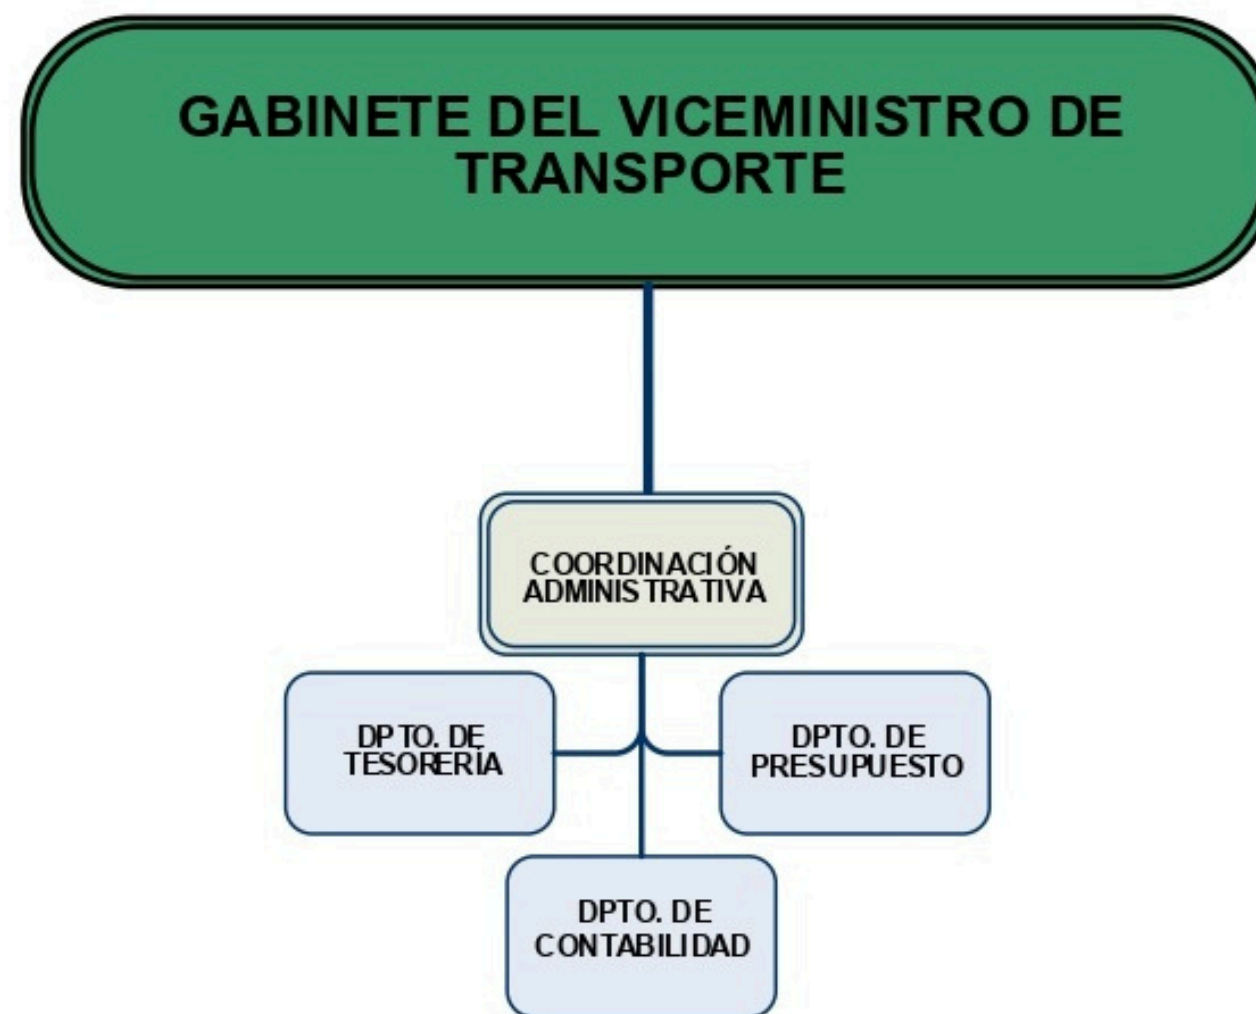 GABINETE DEL VICEMINISTRO DE
TRANSPORTE
COORDINACIÓN
ADMINISTRATIVA
DPTO. DE
TESORERÍA
DPTO. DE
PRESUPUESTO
DPTO. DE
CONTABILIDAD